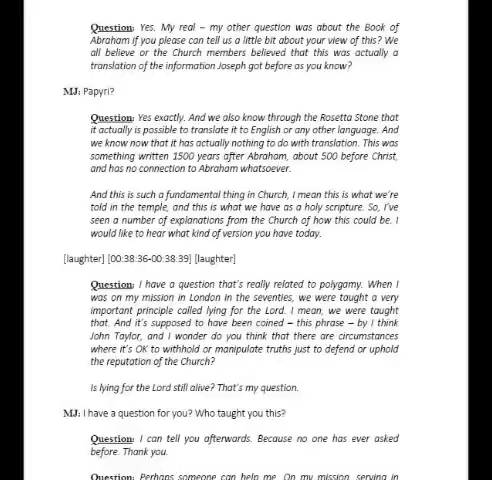 Question: Yes. My real – my other question was about the Book of
Abraham if you please can tell us a little bit about your view of this? We
all believe or the Church members believed that this was actually a
translation of the information Joseph got before as you know?
MJ: Papyri?
Question: Yes exactly. And we also know through the Rosetta Stone that
it actually is possible to translate it to English or any other language. And
we know now that it has actually nothing to do with translation. This was
something written 1500 years after Abraham, about 500 before Christ,
and has no connection to Abraham whatsoever.
And this is such a fundamental thing in Church, I mean this is what we're
told in the temple, and this is what we have as a holy scripture. So, I've
seen a number of explanations from the Church of how this could be. I
would like to hear what kind of version you have today.
[laughter] [00:38:36-00:38:39] [laughter]
Question: I have a question that's really related to polygamy. When I
was on my mission in London in the seventies, we were taught a very
important principle called lying for the Lord. I mean, we were taught
that. And it's supposed to have been coined – this phrase – by I think
John Taylor, and I wonder do you think that there are circumstances
where it's OK to withhold or manipulate truths just to defend or uphold
the reputation of the Church?
Is lying for the Lord still alive? That's my question.
MJ: I have a question for you? Who taught you this?
Question: I can tell you afterwards. Because no one has ever asked
before. Thank you.
Question: Perhaps someone can help me. On my mission, serving in